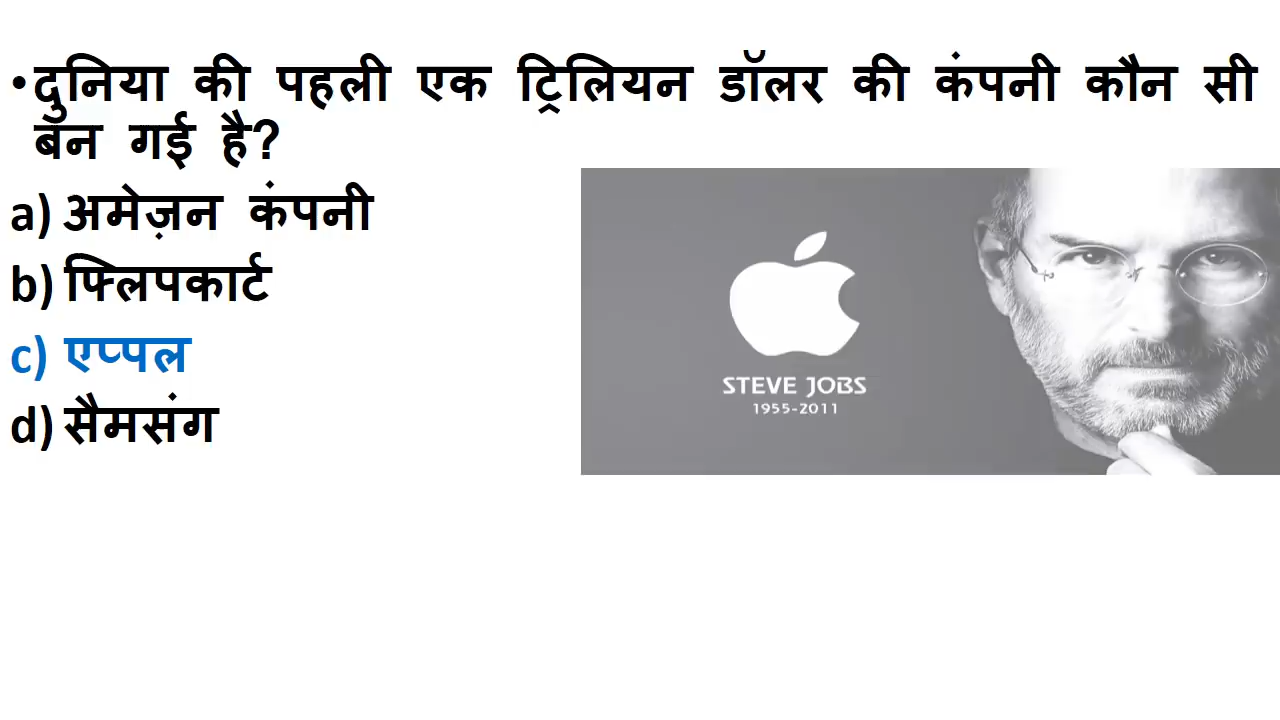 •दुनिया की पहली एक ट्रिलियन डॉलर की कंपनी कौन सी
बन गई है?
a) अमेज़न कंपनी
b) फ्लिपकार्ट
c) एप्पल
d) सैमसंग
STEVE JOBS
1955-2011